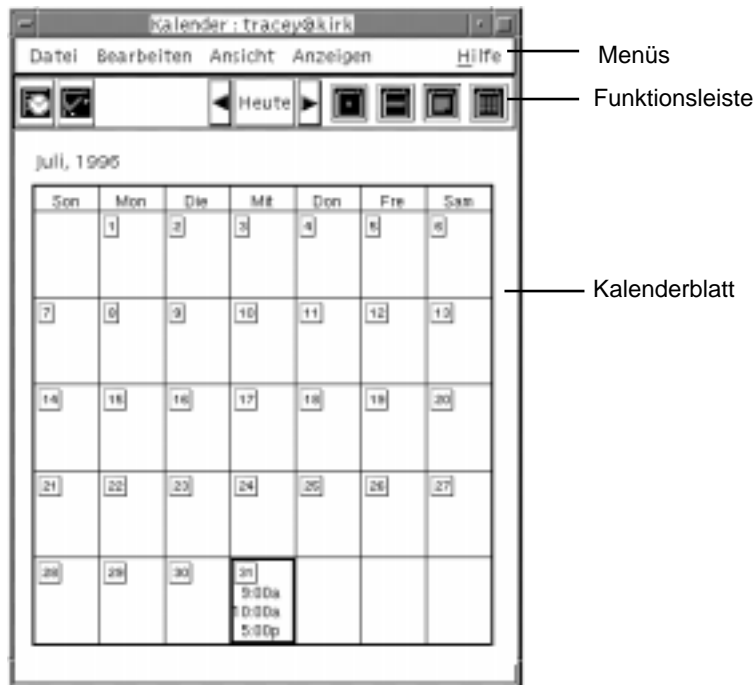 Kalender : tracey@kirk
Datei Bearbeiten Ansicht Anzeigen Hilfe
Menüs
Heute
Funktionsleiste
Juli, 1996
Son Mon Die Mit Don Fre Sam
1 2 3 4 5 6
Kalenderblatt
7 8 9 10 11 12 13
14 15 16 17 18 19 20
21 22 23 24 25 26 27
28 29 30 31
9:00a
10:00a
5:00p